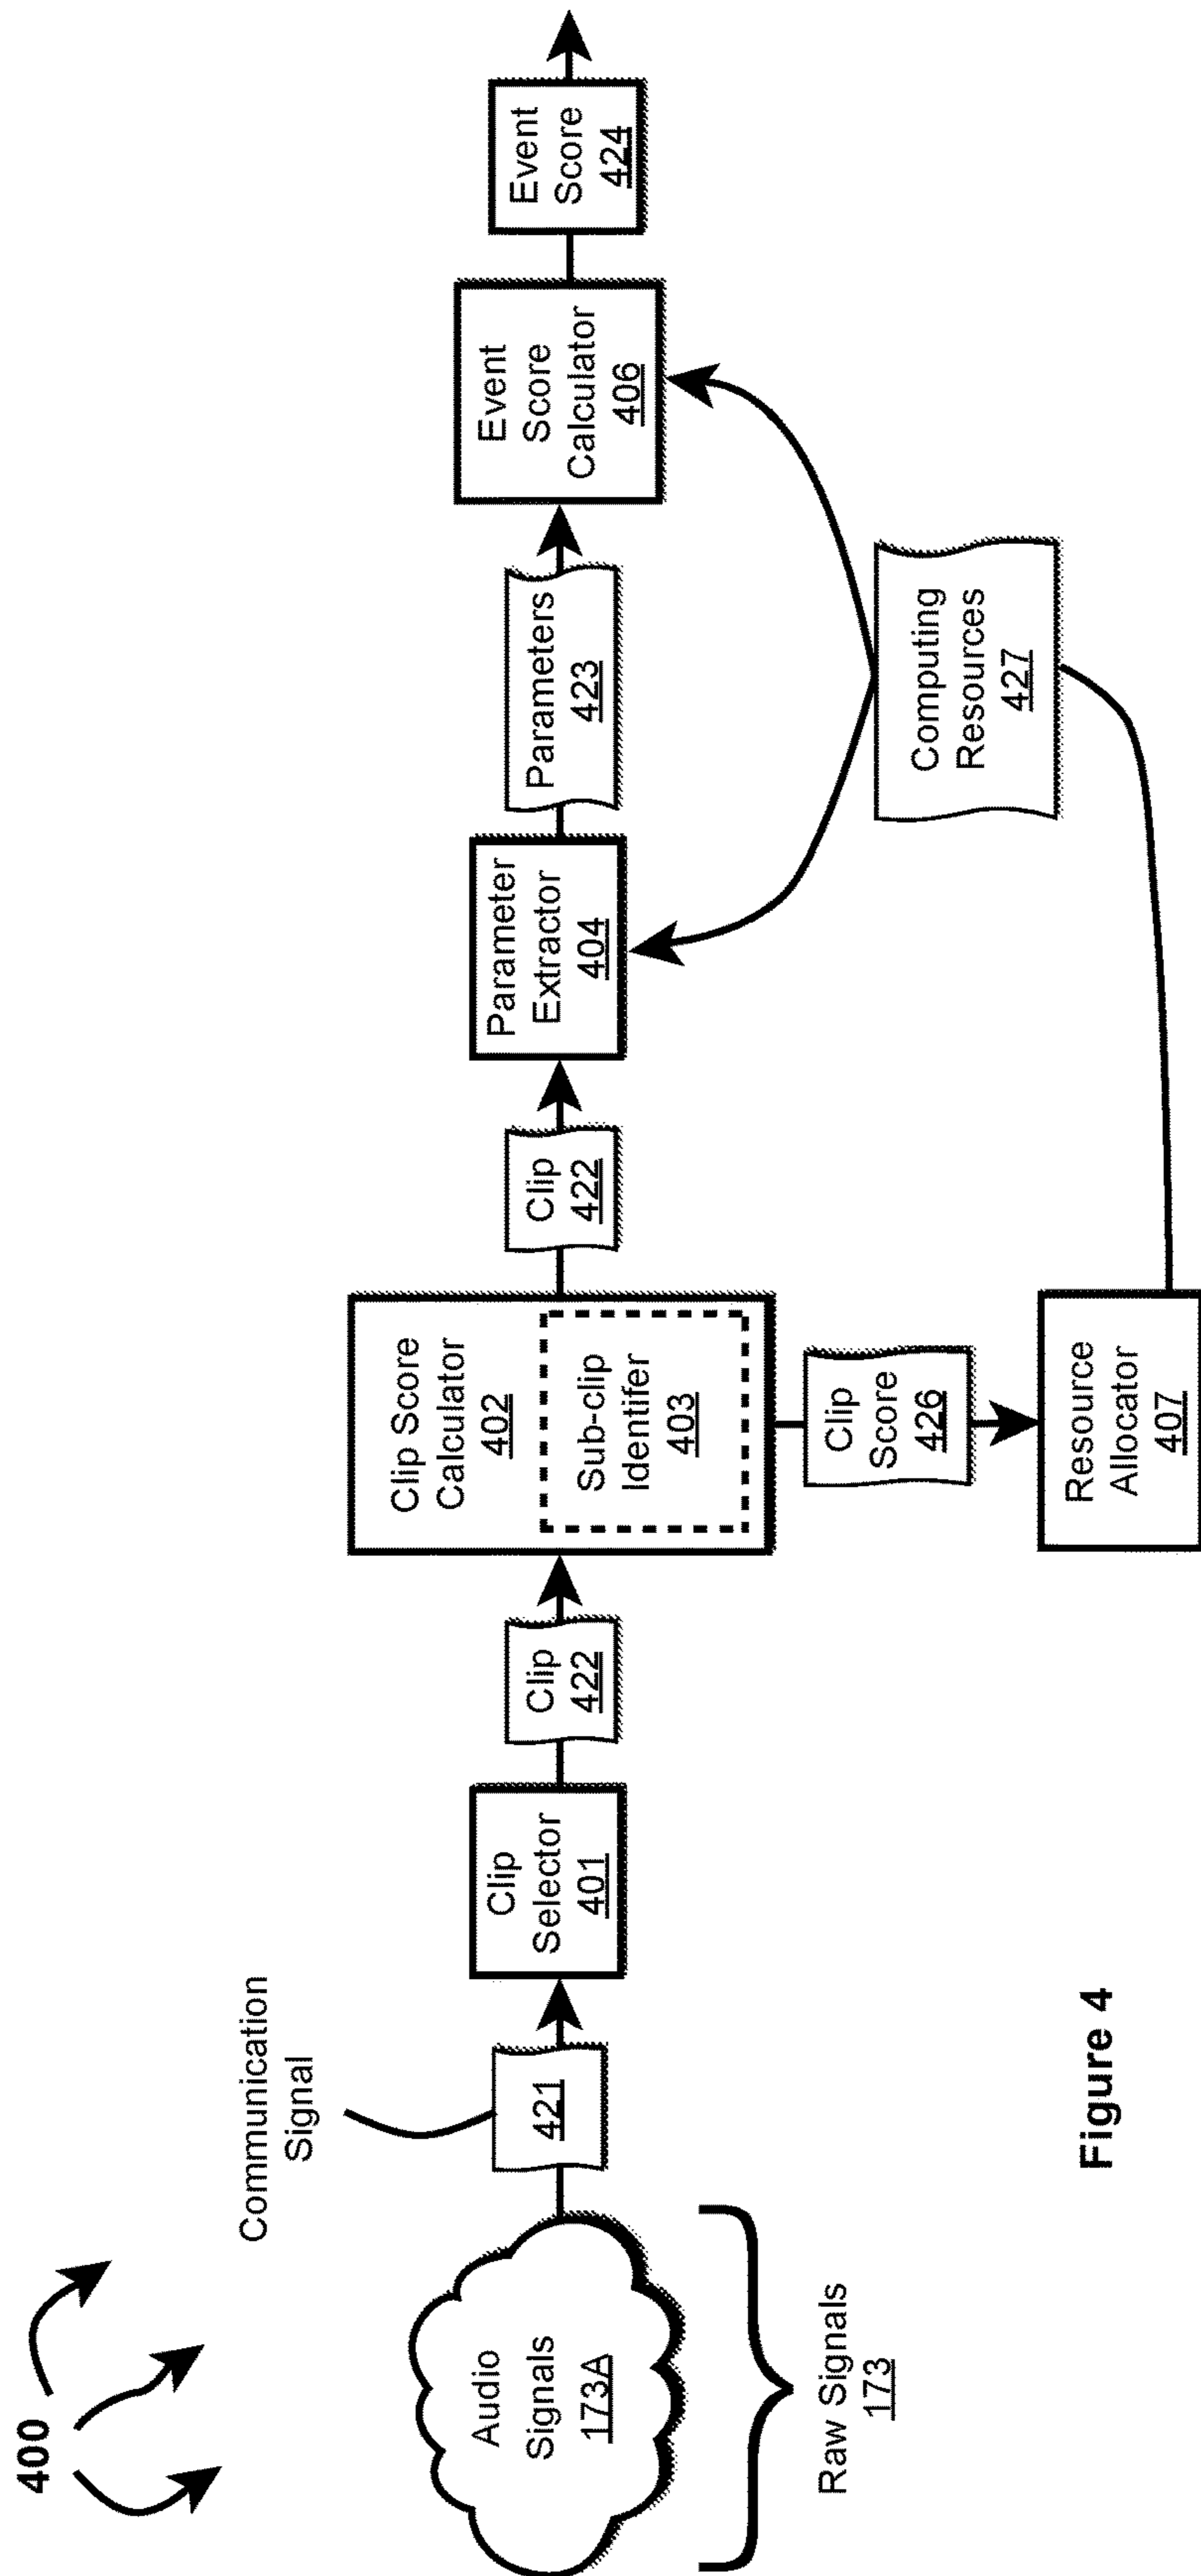 400
Communication
Signal
Audio
Signals
173A
Raw Signals
173
421
Clip
Selector
401
Clip
422
Clip Score
Calculator
402
Sub-clip
Identifer
403
Clip
422
Parameter
Extractor
404
Parameters
423
Event
Score
Calculator
406
Event
Score
424
Clip
Score
426
Resource
Allocator
407
Computing
Resources
427
Figure 4